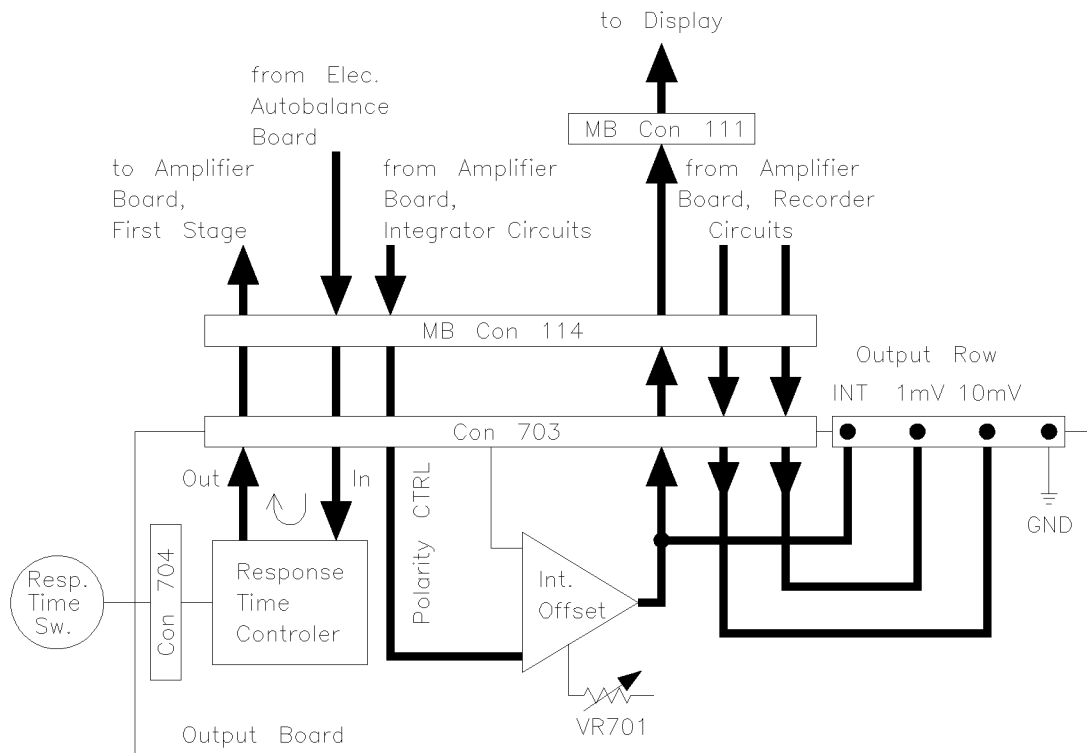 to Display
from Elec.
Autobalance
Board
MB Con 111
to Amplifier
Board,
First Stage
from Amplifier
Board,
Integrator Circuits
from Amplifier
Board, Recorder
Circuits
MB Con 114
Output Row
INT 1mV 10mV
Con 703
Out
In
Polarity CTRL
GND
Resp.
Time
Sw.
Con 704
Response
Time
Controler
Int.
Offset
VR701
Output Board